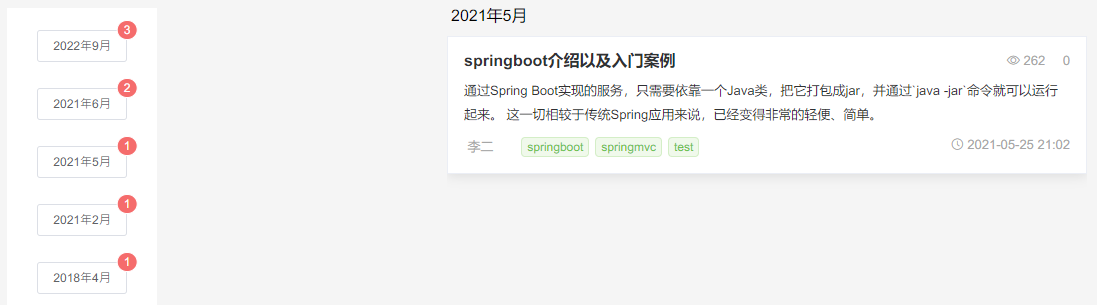 2022年9月
3
2021年6月
2
2021年5月
1
2021年2月
1
2018年4月
1
2021年5月
springboot介绍以及入门案例
262 0
通过Spring Boot实现的服务，只需要依靠一个Java类，把它打包成jar，并通过`java -jar`命令就可以运行
起来。 这一切相较于传统Spring应用来说，已经变得非常的轻便、简单。
李二 springboot springmvc test 2021-05-25 21:02